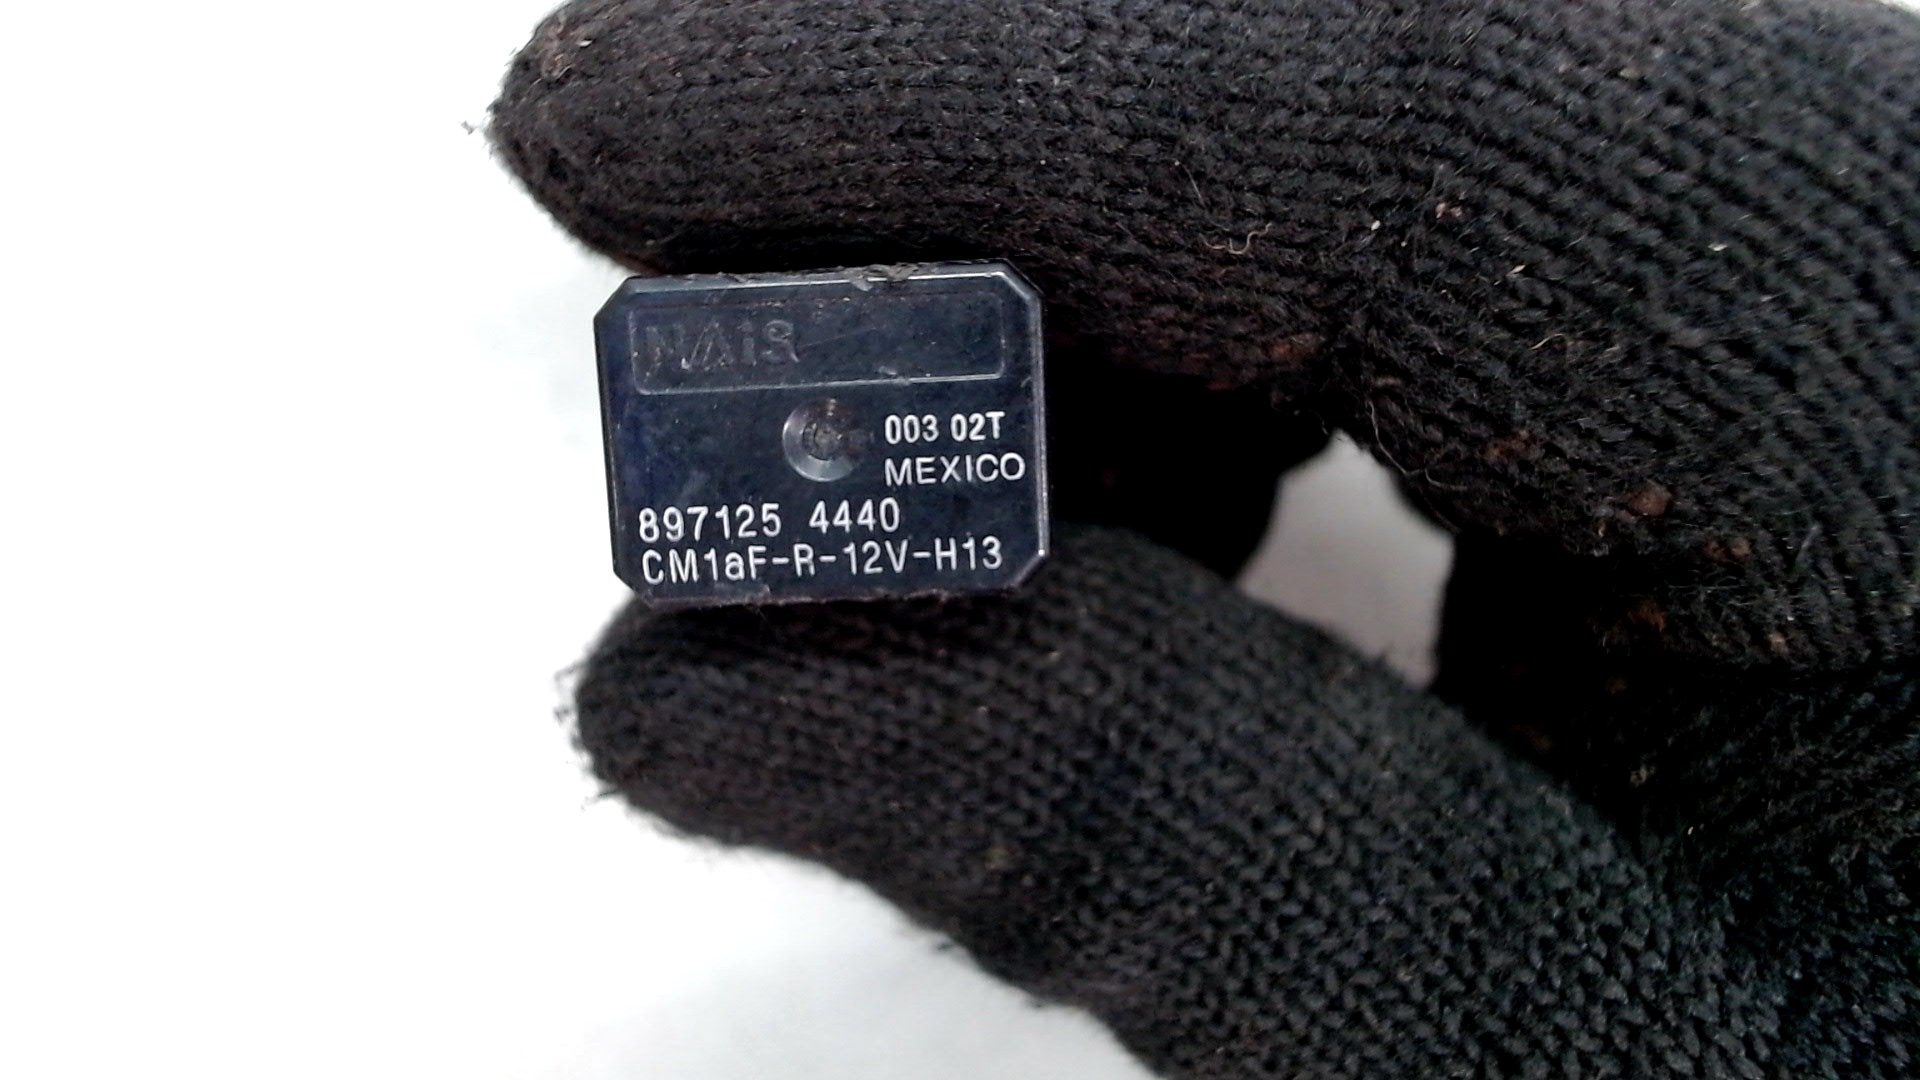 NAiS
003 02T
MEXICO
897125 4440
CM1aF-R-12V-H13